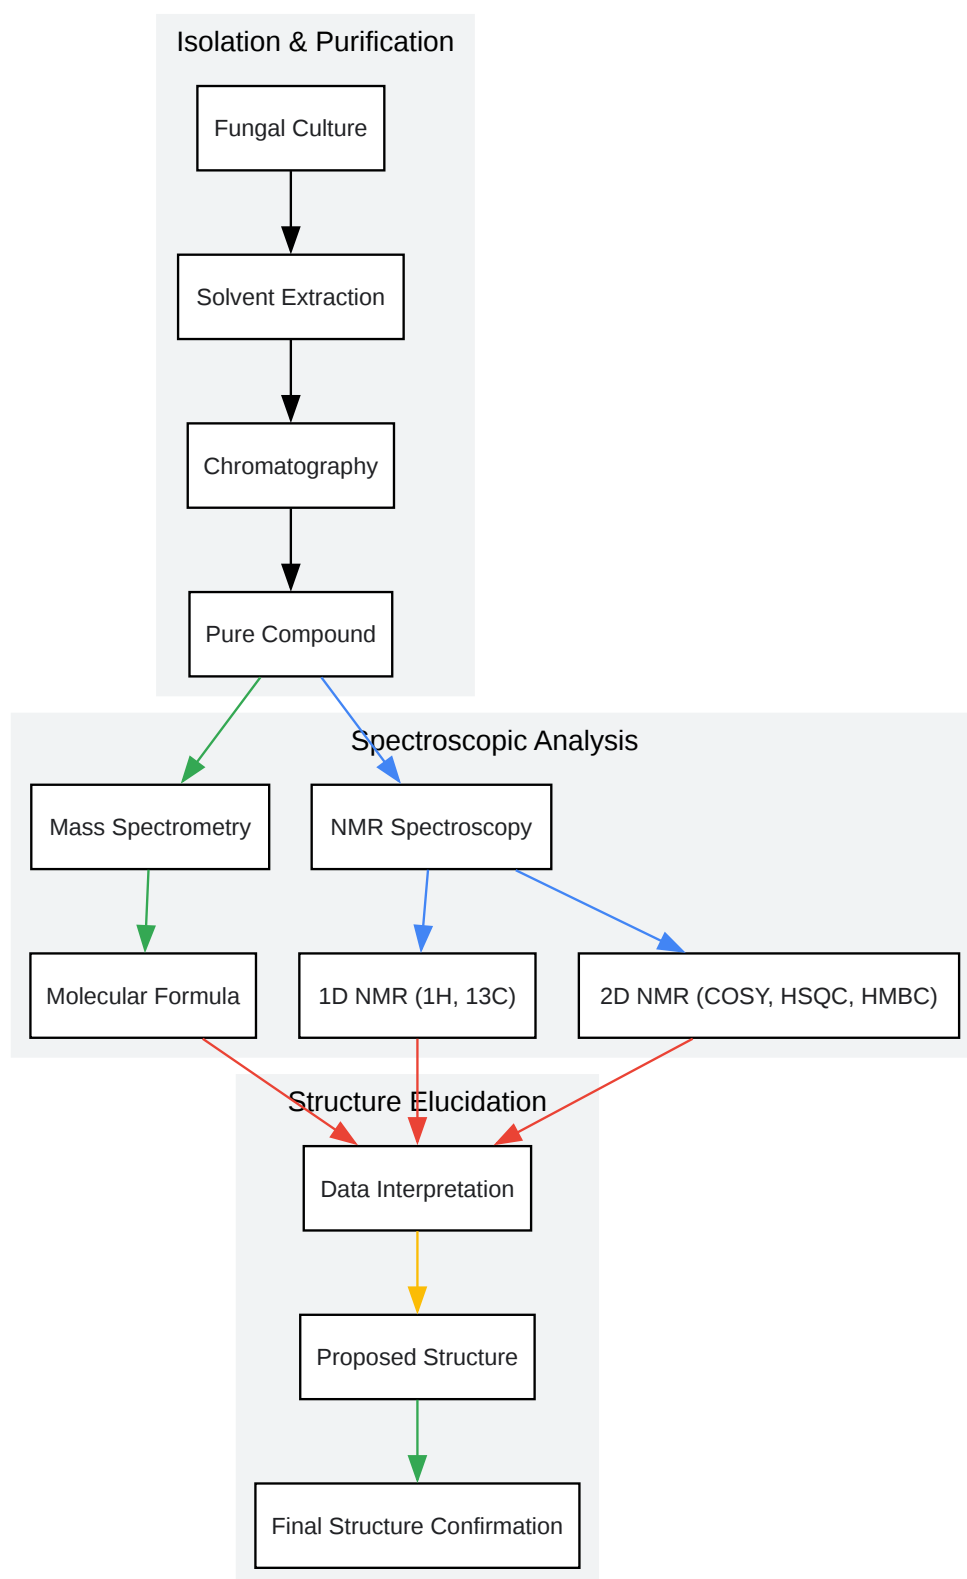 Isolation & Purification
Fungal Culture
Solvent Extraction
Chromatography
Pure Compound
Spectroscopic Analysis
Mass Spectrometry
NMR Spectroscopy
Molecular Formula
1D NMR (1H, 13C)
2D NMR (COSY, HSQC, HMBC)
Structure Elucidation
Data Interpretation
Proposed Structure
Final Structure Confirmation